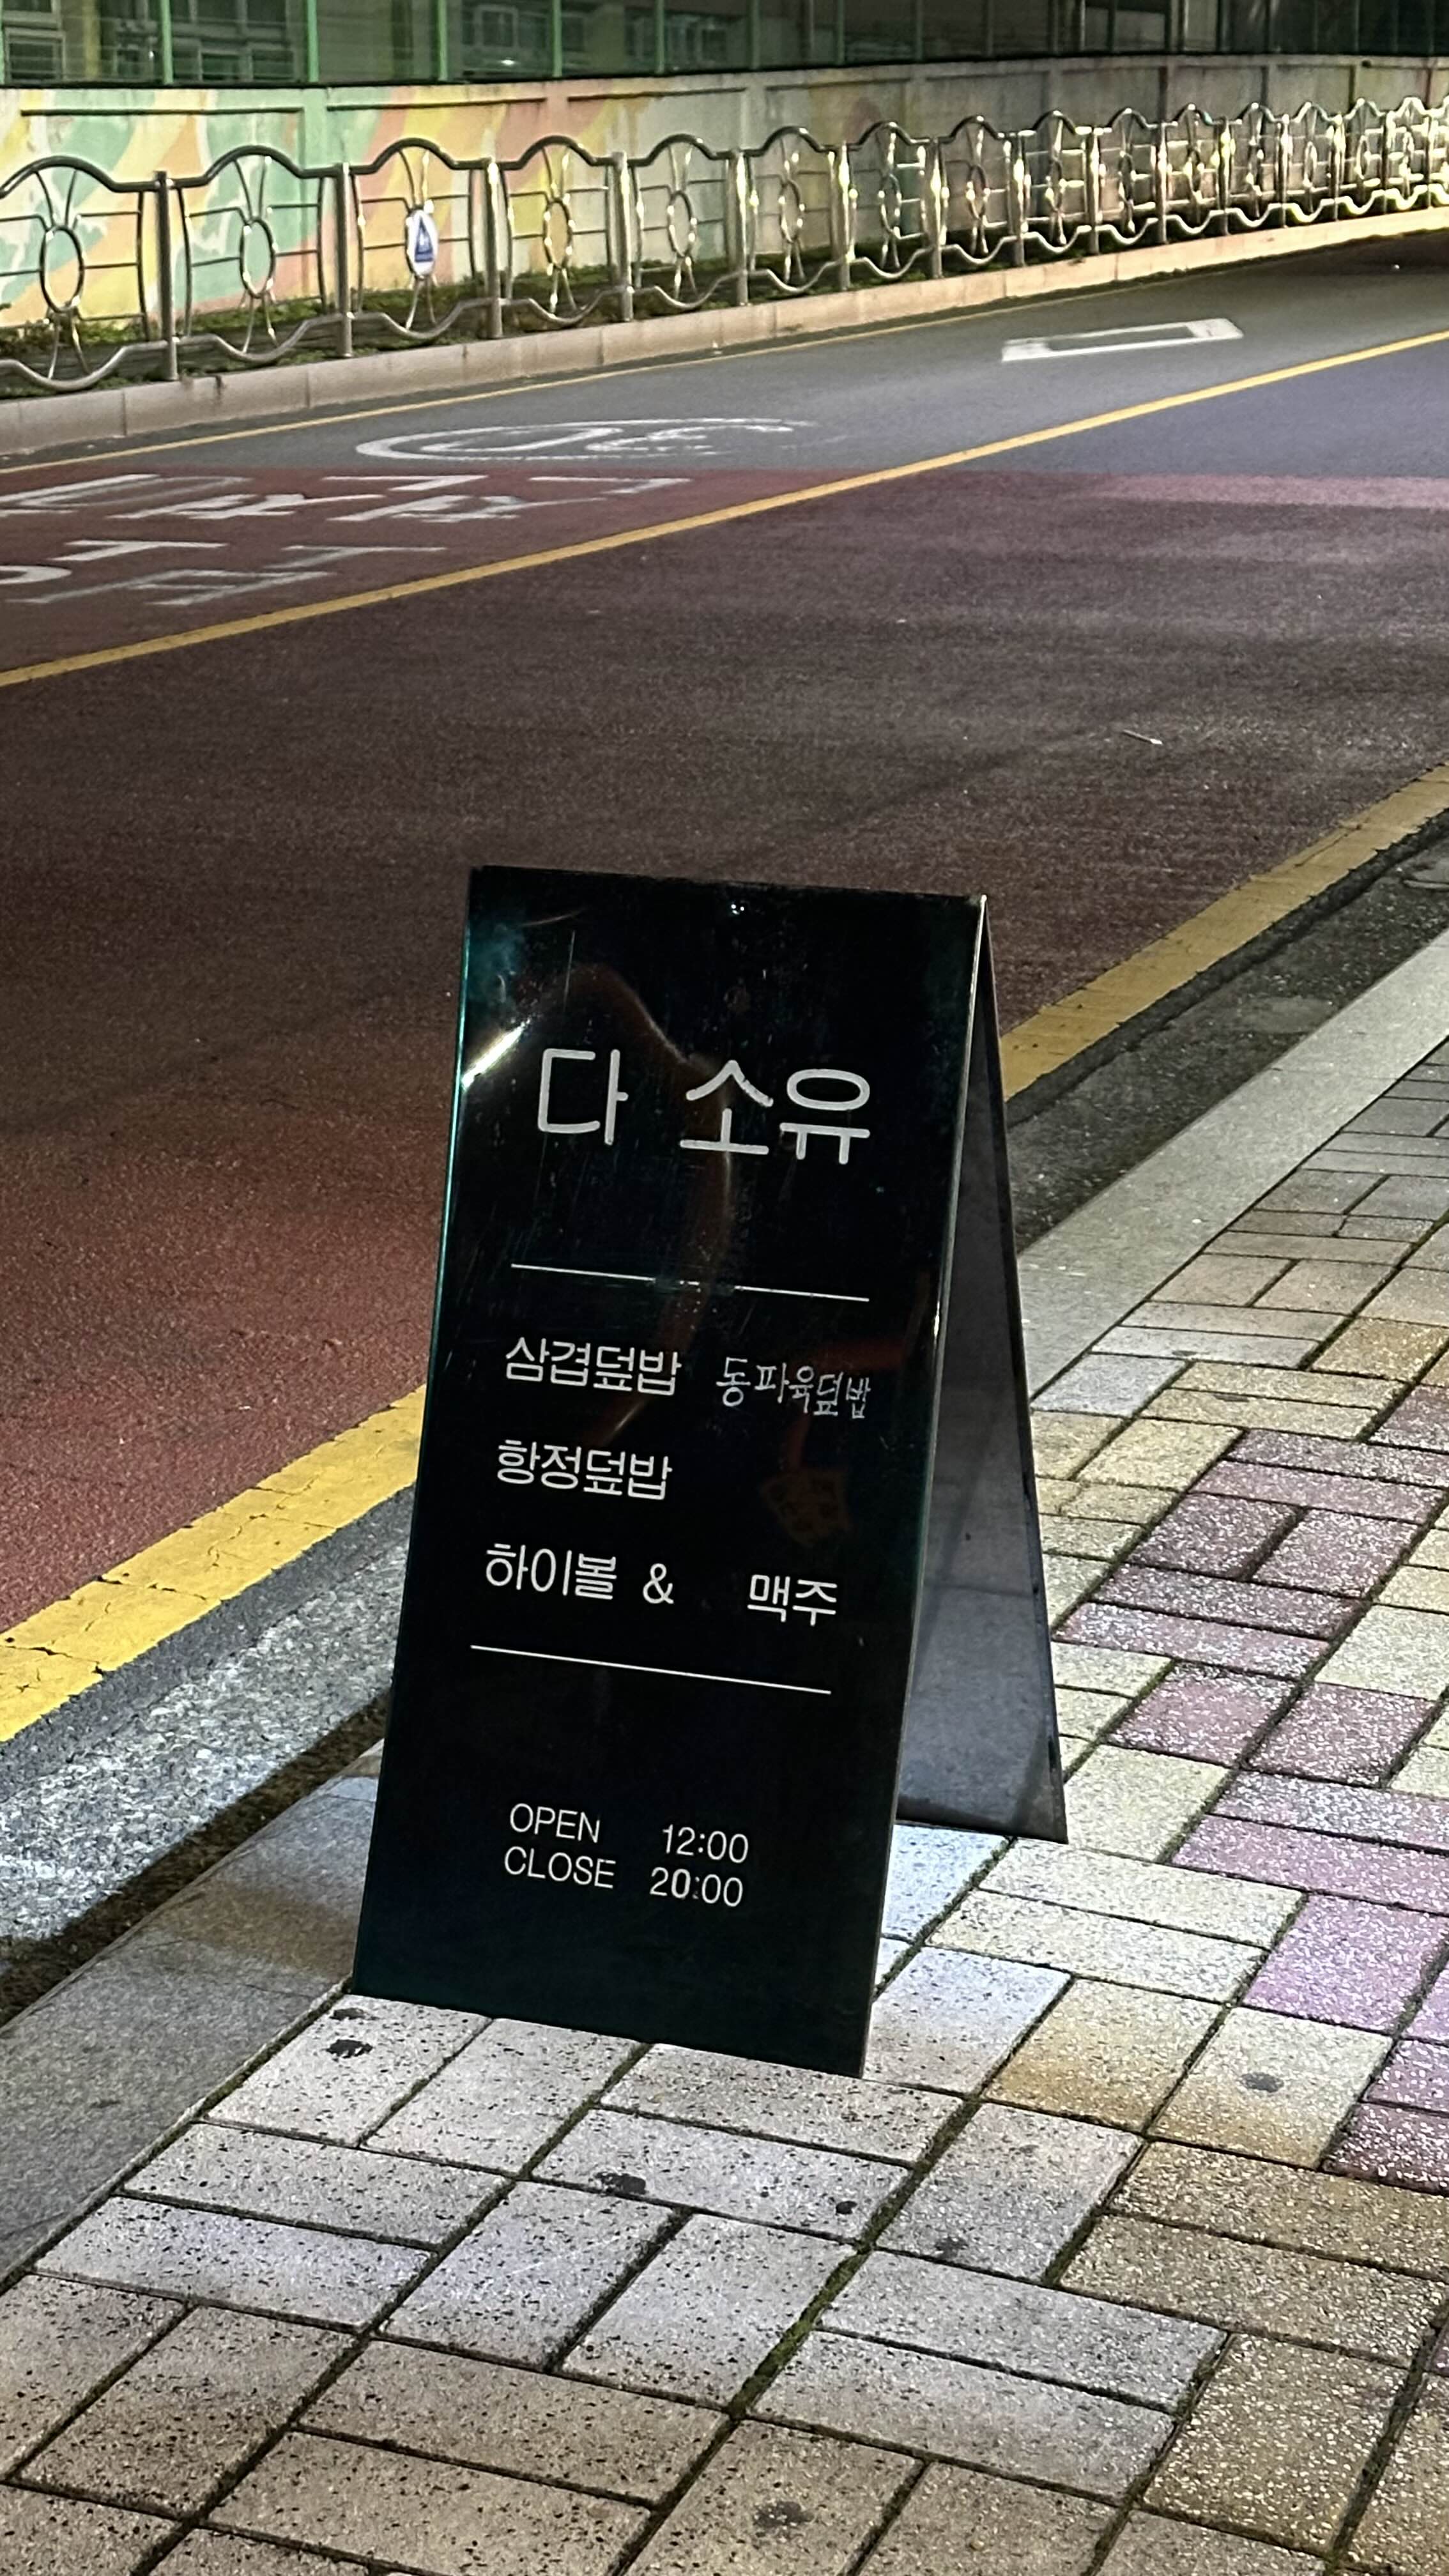 다 소유
삼겹덮밥 동파육덮밥
항정덮밥
하이볼 & 맥주
OPEN 12:00
CLOSE 20:00